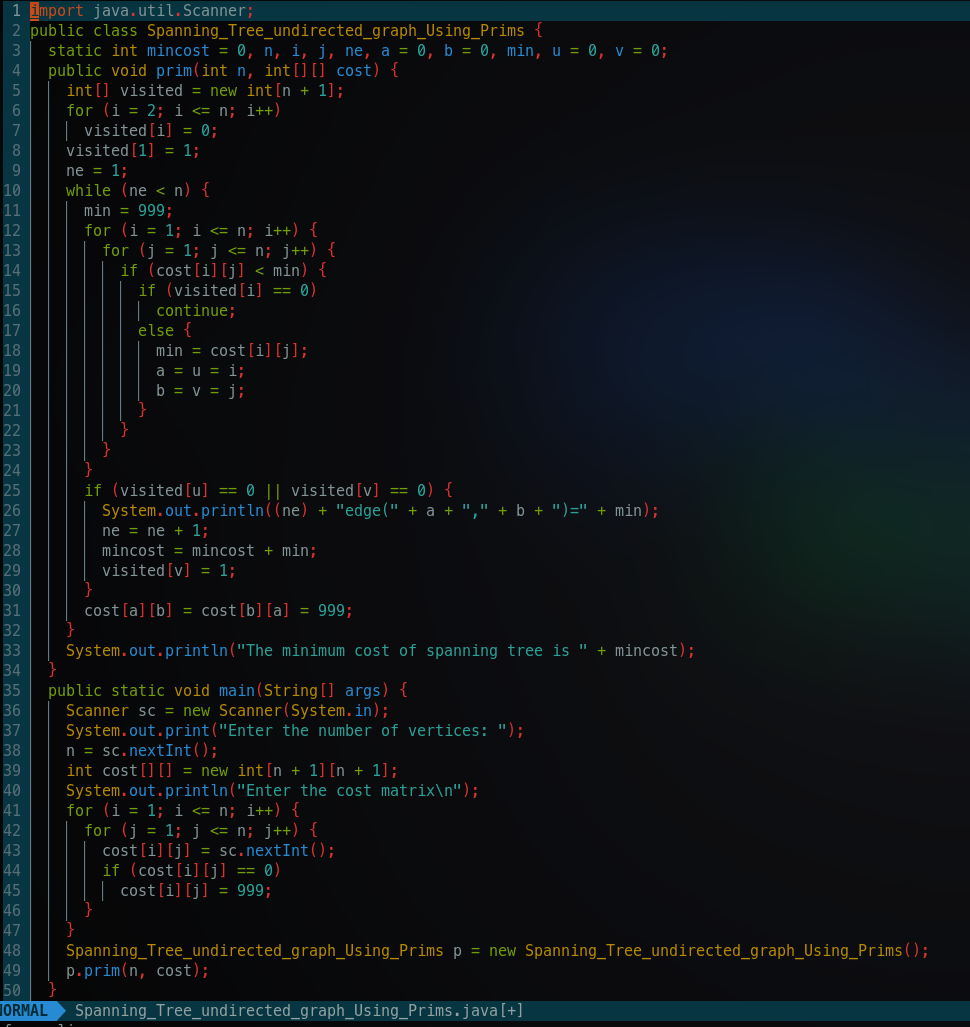 1 import java.util.Scanner;
2 public class Spanning_Tree_undirected_graph_Using_Prims {
3 static int mincost = 0, n, i, j, ne, a = 0, b = 0, min, u = 0, v = 0;
4 public void prim(int n, int[][] cost) {
5 int[] visited = new int[n + 1];
6 for (i = 2; i <= n; i++)
7 visited[i] = 0;
8 visited[1] = 1;
9 ne = 1;
10 while (ne < n) {
11 min = 999;
12 for (i = 1; i <= n; i++) {
13 for (j = 1; j <= n; j++) {
14 if (cost[i][j] < min) {
15 if (visited[i] == 0)
16 continue;
17 else {
18 min = cost[i][j];
19 a = u = i;
20 b = v = j;
21 }
22 }
23 }
24 }
25 if (visited[u] == 0 || visited[v] == 0) {
26 System.out.println((ne) + "edge(" + a + "," + b + ")=" + min);
27 ne = ne + 1;
28 mincost = mincost + min;
29 visited[v] = 1;
30 }
31 cost[a][b] = cost[b][a] = 999;
32 }
33 System.out.println("The minimum cost of spanning tree is " + mincost);
34 }
35 public static void main(String[] args) {
36 Scanner sc = new Scanner(System.in);
37 System.out.print("Enter the number of vertices: ");
38 n = sc.nextInt();
39 int cost[][] = new int[n + 1][n + 1];
40 System.out.println("Enter the cost matrix\n");
41 for (i = 1; i <= n; i++) {
42 for (j = 1; j <= n; j++) {
43 cost[i][j] = sc.nextInt();
44 if (cost[i][j] == 0)
45 cost[i][j] = 999;
46 }
47 }
48 Spanning_Tree_undirected_graph_Using_Prims p = new Spanning_Tree_undirected_graph_Using_Prims();
49 p.prim(n, cost);
50 }
NORMAL Spanning_Tree_undirected_graph_Using_Prims.java[+]